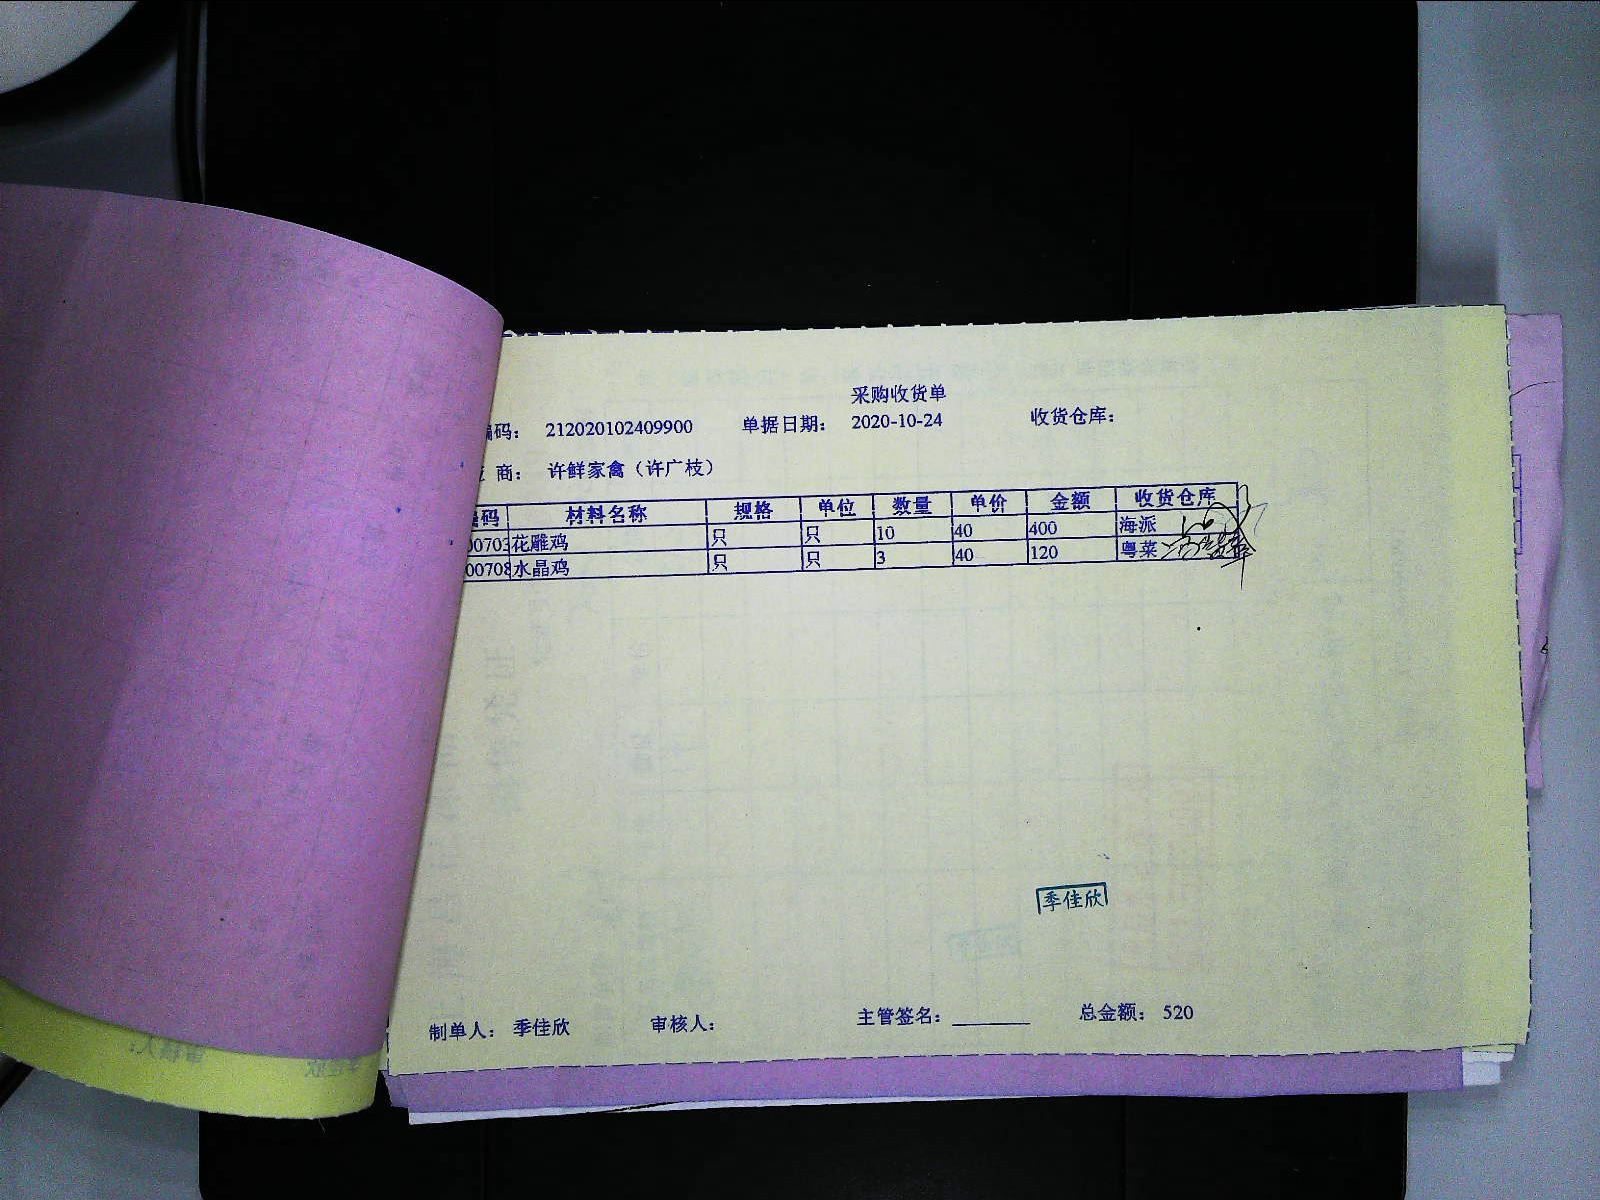 采购收货单
编码： 212020102409900 单据日期： 2020-10-24 收货仓库：
商： 许鲜家禽（许广枝）
编码 材料名称 规格 单位 数量 单价 金额 收货仓库
00703 花雕鸡 只 只 10 40 400 海派
00708 水晶鸡 只 只 3 40 120 粤菜
季佳欣
制单人： 季佳欣 审核人： 主管签名： 总金额： 520